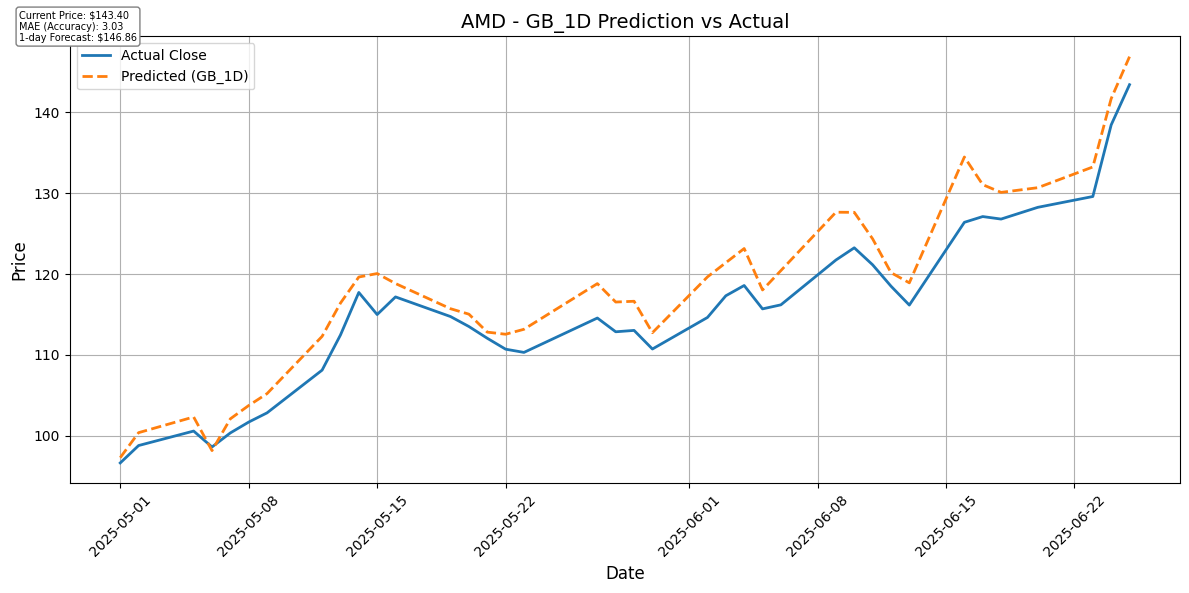 AMD - GB_1D Prediction vs Actual
Current Price: $143.40
MAE (Accuracy): 3.03
1-day Forecast: $146.86
Actual Close
Predicted (GB_1D)
Price
140
130
120
110
100
2025-05-01
2025-05-08
2025-05-15
2025-05-22
2025-06-01
2025-06-08
2025-06-15
2025-06-22
Date